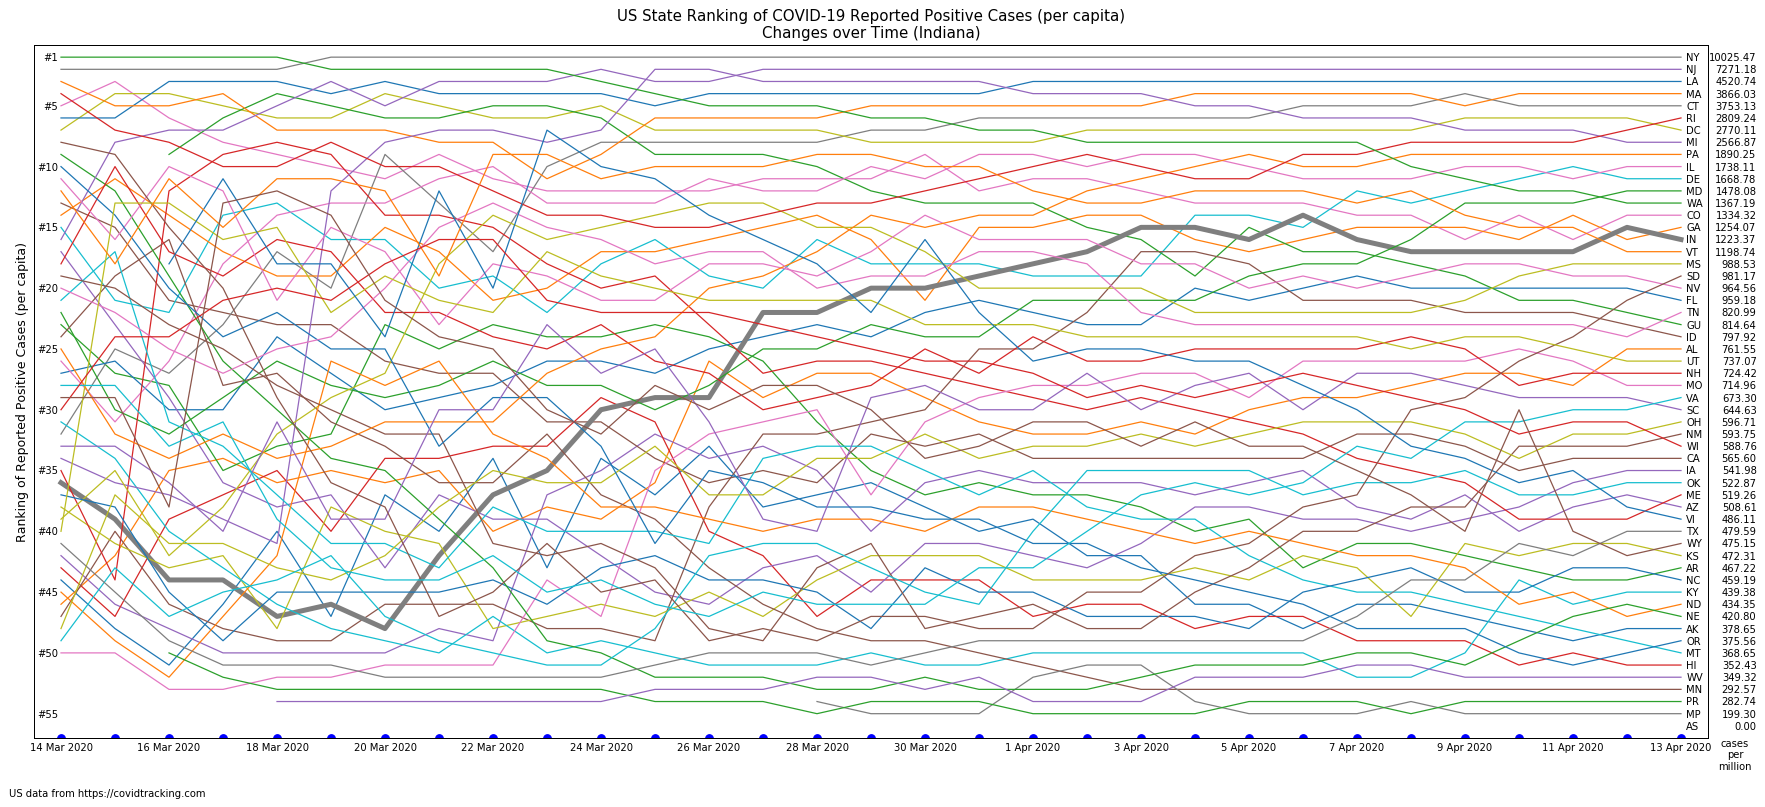 US State Ranking of COVID-19 Reported Positive Cases (per capita)
Changes over Time (Indiana)
Ranking of Reported Positive Cases (per capita)
#1
#5
#10
#15
#20
#25
#30
#35
#40
#45
#50
#55
NY 10025.47
NJ 7271.18
LA 4520.74
MA 3866.03
CT 3753.13
RI 2809.24
DC 2770.11
MI 2566.87
PA 1890.25
IL 1738.11
DE 1668.78
MD 1478.08
WA 1367.19
CO 1334.32
GA 1254.07
IN 1223.37
VT 1198.74
MS 988.53
SD 981.17
NV 964.56
FL 959.18
TN 820.99
GU 814.64
ID 797.92
AL 761.55
UT 737.07
NH 724.42
MO 714.96
VA 673.30
SC 644.63
OH 596.71
NM 593.75
WI 588.76
CA 565.60
IA 541.98
OK 522.87
ME 519.26
AZ 508.61
VI 486.11
TX 479.59
WY 475.15
KS 472.31
AR 467.22
NC 459.19
KY 439.38
ND 434.35
NE 420.80
AK 378.65
OR 375.56
MT 368.65
HI 352.43
WV 349.32
MN 292.57
PR 282.74
MP 199.30
AS 0.00
14 Mar 2020 16 Mar 2020 18 Mar 2020 20 Mar 2020 22 Mar 2020 24 Mar 2020 26 Mar 2020 28 Mar 2020 30 Mar 2020 1 Apr 2020 3 Apr 2020 5 Apr 2020 7 Apr 2020 9 Apr 2020 11 Apr 2020 13 Apr 2020
cases
per
million
US data from https://covidtracking.com